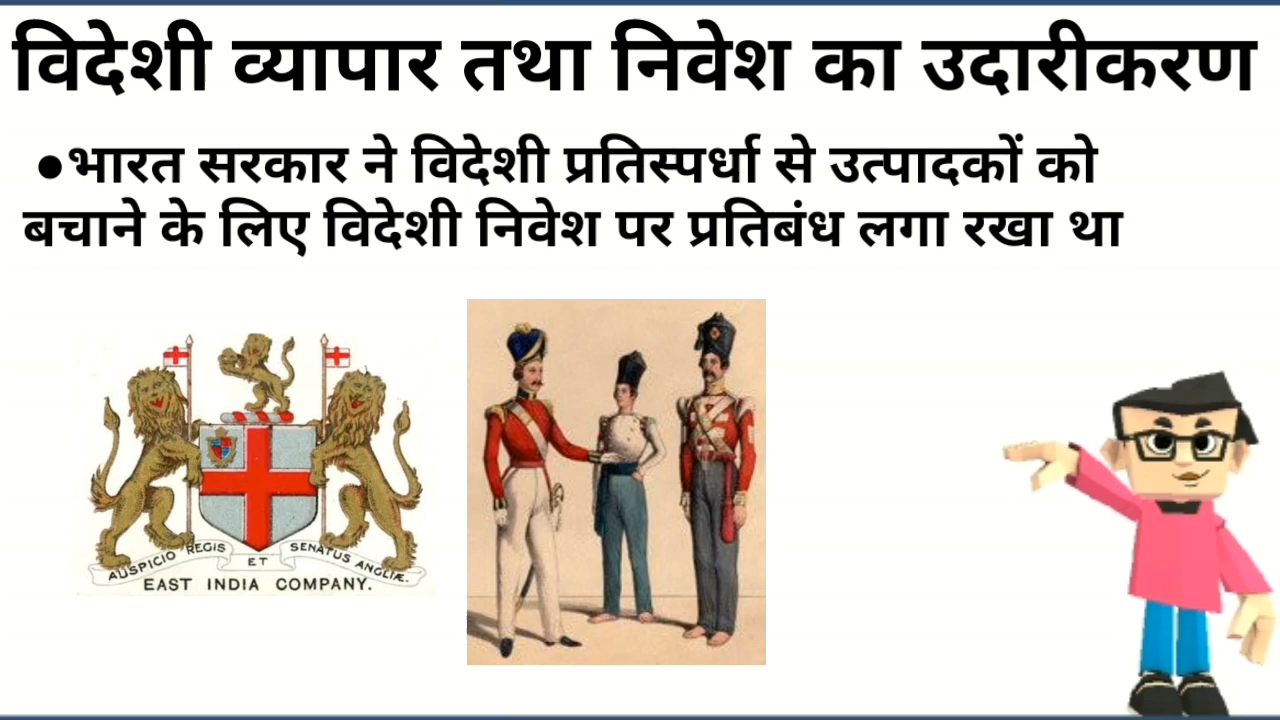 विदेशी व्यापार तथा निवेश का उदारीकरण
●भारत सरकार ने विदेशी प्रतिस्पर्धा से उत्पादकों को
बचाने के लिए विदेशी निवेश पर प्रतिबंध लगा रखा था
AUSPICIO REGIS ET SENATUS ANGLIÆ.
EAST INDIA COMPANY.